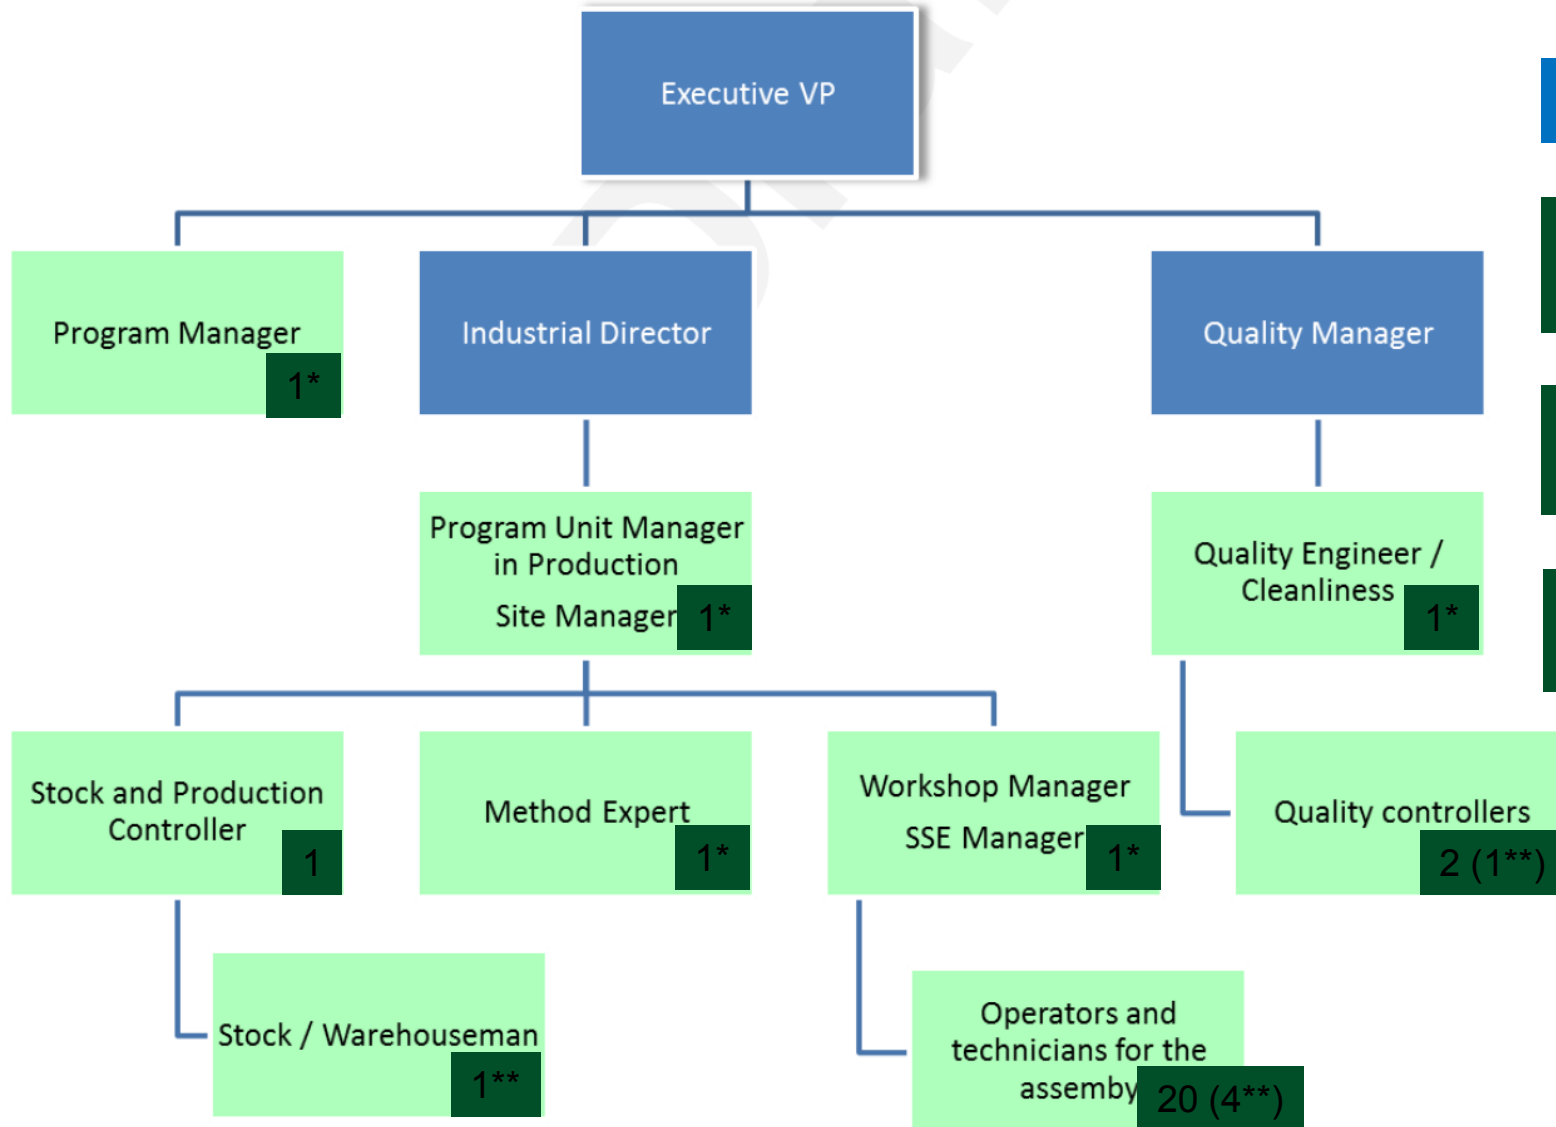 Executive VP
Program Manager
1*
Industrial Director
Quality Manager
Program Unit Manager
in Production
Site Manager
1*
Quality Engineer /
Cleanliness
1*
Stock and Production
Controller
1
Method Expert
1*
Workshop Manager
SSE Manager
1*
Quality controllers
2 (1**)
Stock / Warehouseman
1**
Operators and
technicians for the
assemby
20 (4**)